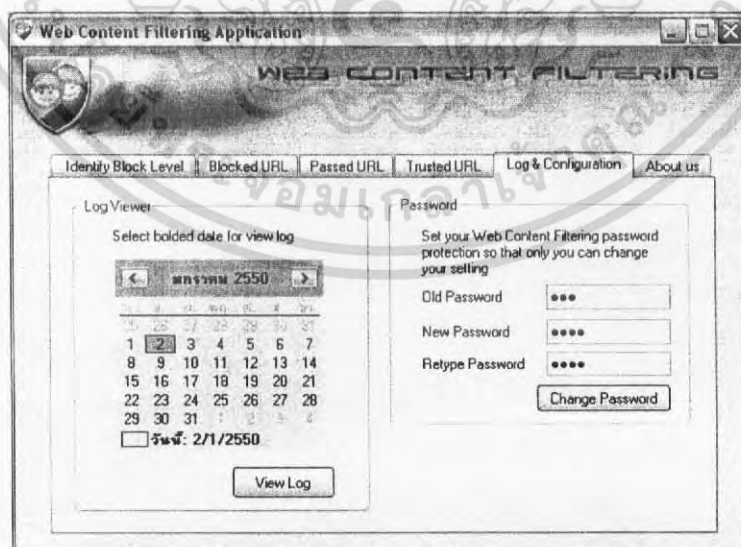 Web Content Filtering Application
WEB CONTENT FILTERING
Identify Block Level Blocked URL Passed URL Trusted URL Log & Configuration About us
Log Viewer
Select bolded date for view log
มกราคม 2550
1 2 3 4 5 6 7
8 9 10 11 12 13 14
15 16 17 18 19 20 21
22 23 24 25 26 27 28
29 30 31 1 2 3 4
วันนี้: 2/1/2550
View Log
Password
Set your Web Content Filtering password
protection so that only you can change
your setting
Old Password
New Password
Retype Password
Change Password